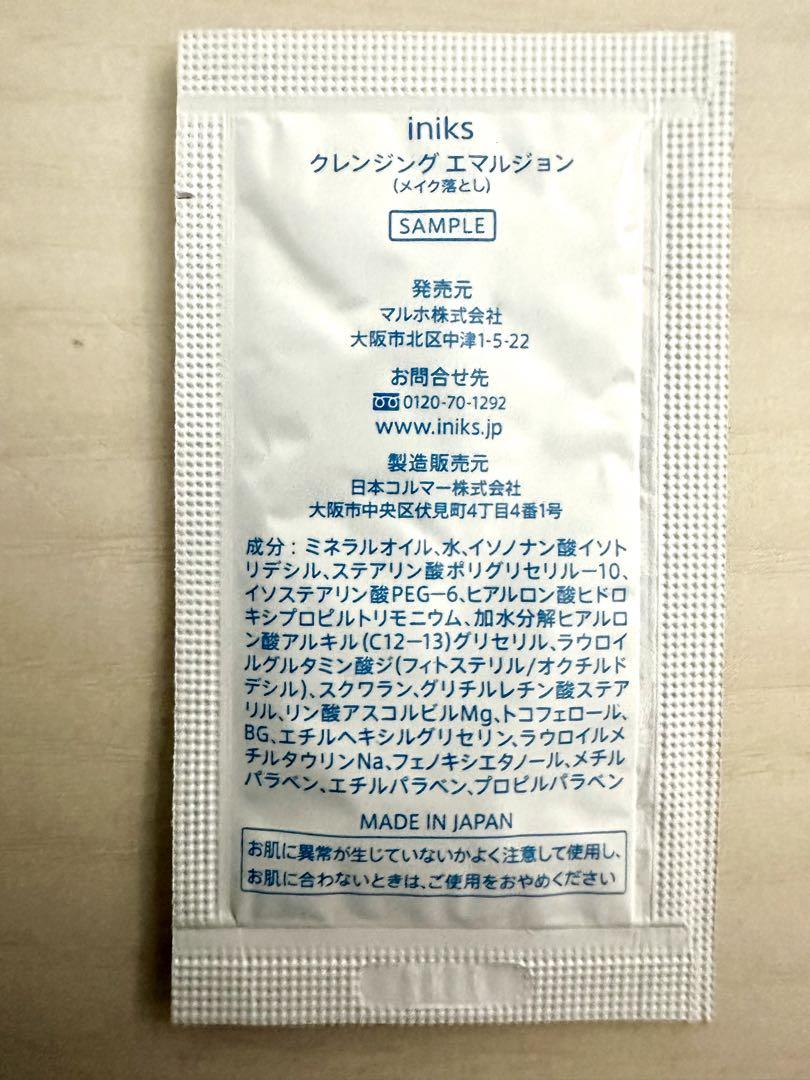 iniks
クレンジング エマルジョン
(メイク落とし)
SAMPLE
発売元
マルホ株式会社
大阪市北区中津1-5-22
お問合せ先
0120-70-1292
www.iniks.jp
製造販売元
日本コルマー株式会社
大阪市中央区伏見町4丁目4番1号
成分：ミネラルオイル、水、イソノナン酸イソト
リデシル、ステアリン酸ポリグリセリル－10、
イソステアリン酸PEG－6、ヒアルロン酸ヒドロ
キシプロピルトリモニウム、加水分解ヒアルロ
ン酸アルキル(C12－13)グリセリル、ラウロイ
ルグルタミン酸ジ(フィトステリル/オクチルド
デシル)、スクワラン、グリチルレチン酸ステア
リル、リン酸アスコルビルMg、トコフェロール、
BG、エチルヘキシルグリセリン、ラウロイルメ
チルタウリンNa、フェノキシエタノール、メチル
パラベン、エチルパラベン、プロピルパラベン
MADE IN JAPAN
お肌に異常が生じていないかよく注意して使用し、
お肌に合わないときは、ご使用をおやめください